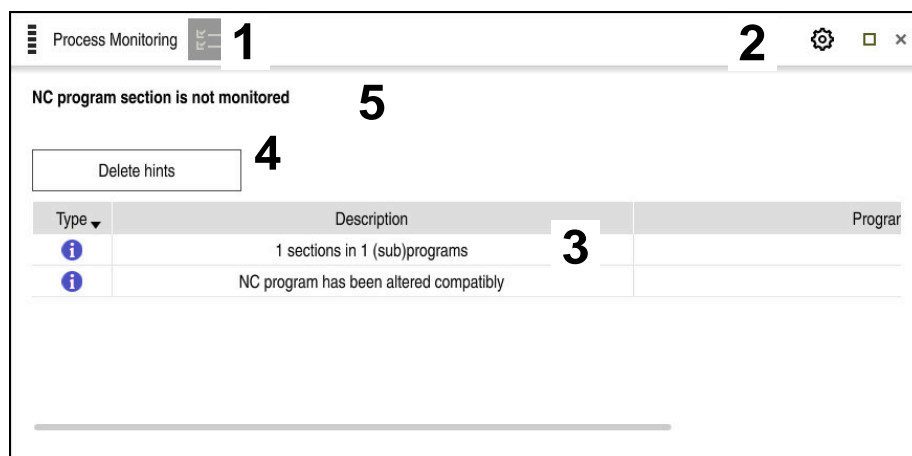 Process Monitoring 1 2
NC program section is not monitored 5
Delete hints 4
Type Description Progra
1 sections in 1 (sub)programs 3
NC program has been altered compatibly